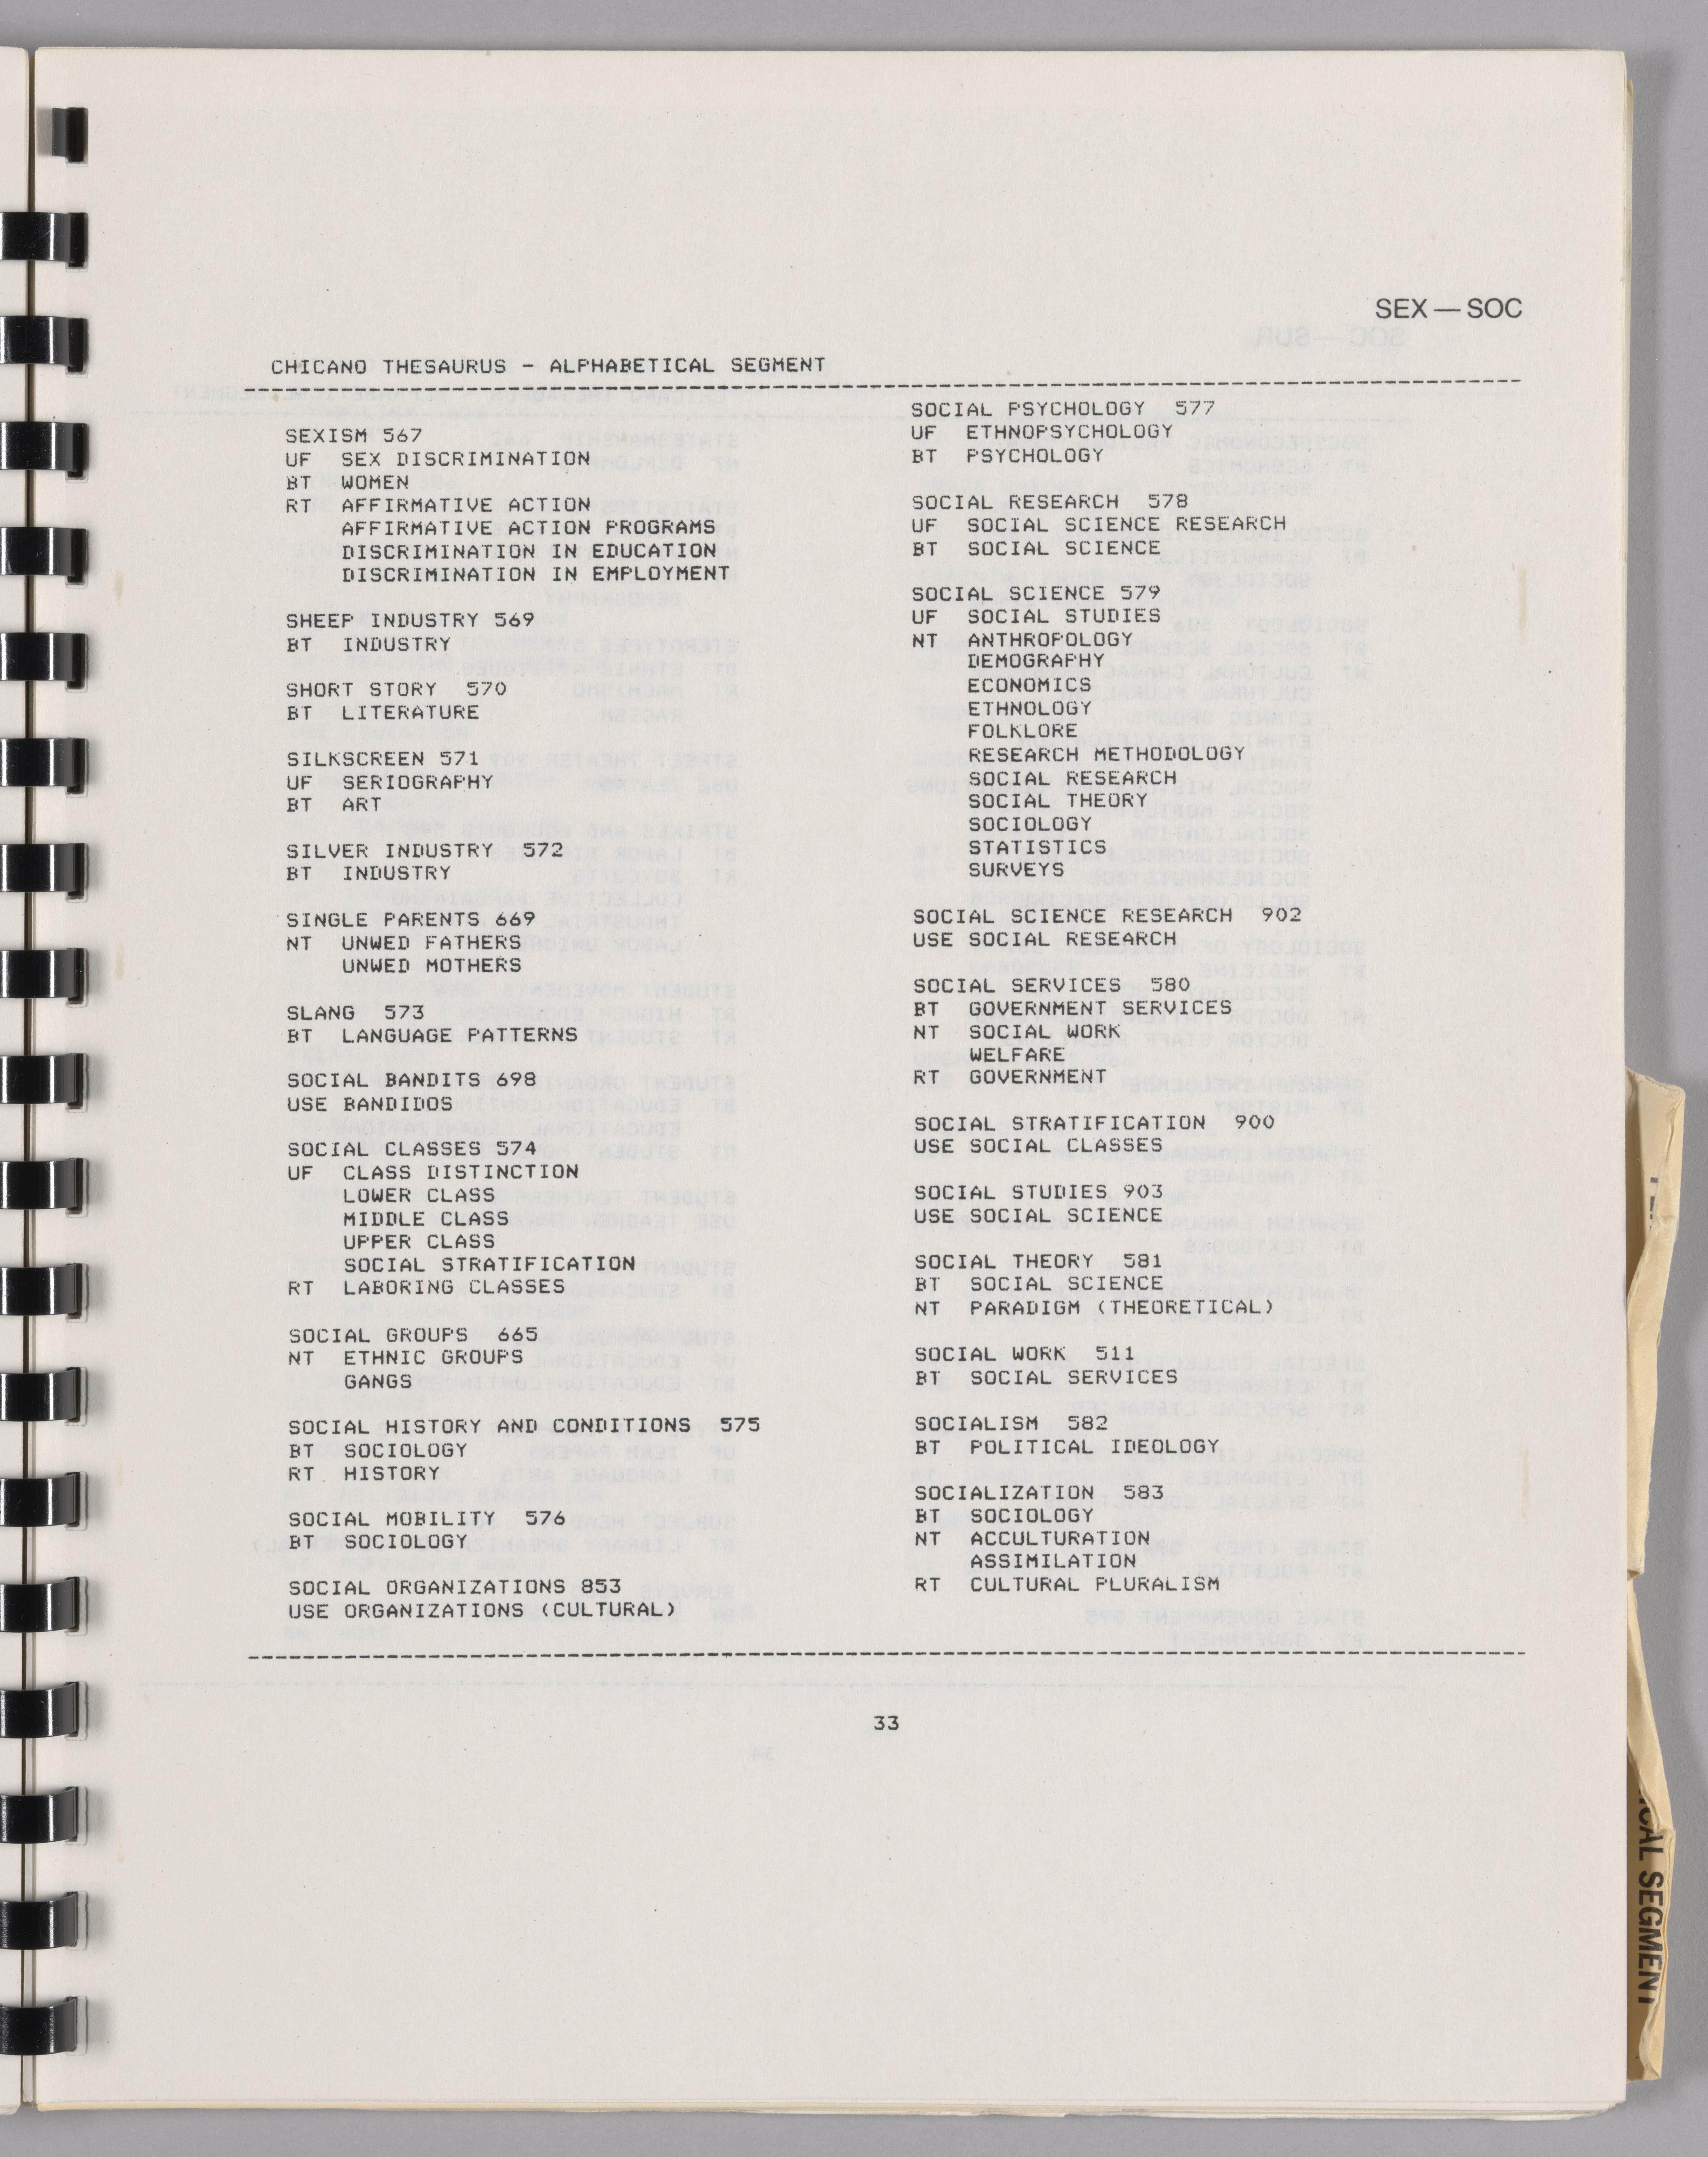 SEX — SOC
CHICANO THESAURUS - ALPHABETICAL SEGMENT
SEXISM 567
UF SEX DISCRIMINATION
BT WOMEN
RT AFFIRMATIVE ACTION
AFFIRMATIVE ACTION PROGRAMS
DISCRIMINATION IN EDUCATION
DISCRIMINATION IN EMPLOYMENT
SHEEP INDUSTRY 569
BT INDUSTRY
SHORT STORY 570
BT LITERATURE
SILKSCREEN 571
UF SERIOGRAPHY
BT ART
SILVER INDUSTRY 572
BT INDUSTRY
SINGLE PARENTS 669
NT UNWED FATHERS
UNWED MOTHERS
SLANG 573
BT LANGUAGE PATTERNS
SOCIAL BANDITS 698
USE BANDIDOS
SOCIAL CLASSES 574
UF CLASS DISTINCTION
LOWER CLASS
MIDDLE CLASS
UPPER CLASS
SOCIAL STRATIFICATION
RT LABORING CLASSES
SOCIAL GROUPS 665
NT ETHNIC GROUPS
GANGS
SOCIAL HISTORY AND CONDITIONS 575
BT SOCIOLOGY
RT HISTORY
SOCIAL MOBILITY 576
BT SOCIOLOGY
SOCIAL ORGANIZATIONS 853
USE ORGANIZATIONS (CULTURAL)
SOCIAL PSYCHOLOGY 577
UF ETHNOPSYCHOLOGY
BT PSYCHOLOGY
SOCIAL RESEARCH 578
UF SOCIAL SCIENCE RESEARCH
BT SOCIAL SCIENCE
SOCIAL SCIENCE 579
UF SOCIAL STUDIES
NT ANTHROPOLOGY
DEMOGRAPHY
ECONOMICS
ETHNOLOGY
FOLKLORE
RESEARCH METHODOLOGY
SOCIAL RESEARCH
SOCIAL THEORY
SOCIOLOGY
STATISTICS
SURVEYS
SOCIAL SCIENCE RESEARCH 902
USE SOCIAL RESEARCH
SOCIAL SERVICES 580
BT GOVERNMENT SERVICES
NT SOCIAL WORK
WELFARE
RT GOVERNMENT
SOCIAL STRATIFICATION 900
USE SOCIAL CLASSES
SOCIAL STUDIES 903
USE SOCIAL SCIENCE
SOCIAL THEORY 581
BT SOCIAL SCIENCE
NT PARADIGM (THEORETICAL)
SOCIAL WORK 511
BT SOCIAL SERVICES
SOCIALISM 582
BT POLITICAL IDEOLOGY
SOCIALIZATION 583
BT SOCIOLOGY
NT ACCULTURATION
ASSIMILATION
RT CULTURAL PLURALISM
33
ICAL SEGMENT